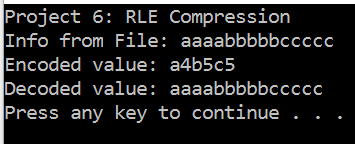 Project 6: RLE Compression
Info from File: aaaabbbbbccccc
Encoded value: a4b5c5
Decoded value: aaaabbbbbccccc
Press any key to continue . . .